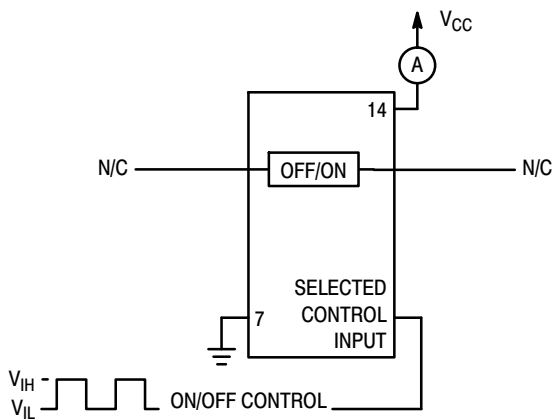 V_CC
A
14
N/C
OFF/ON
N/C
7
SELECTED
CONTROL
INPUT
V_IH
V_IL
ON/OFF CONTROL